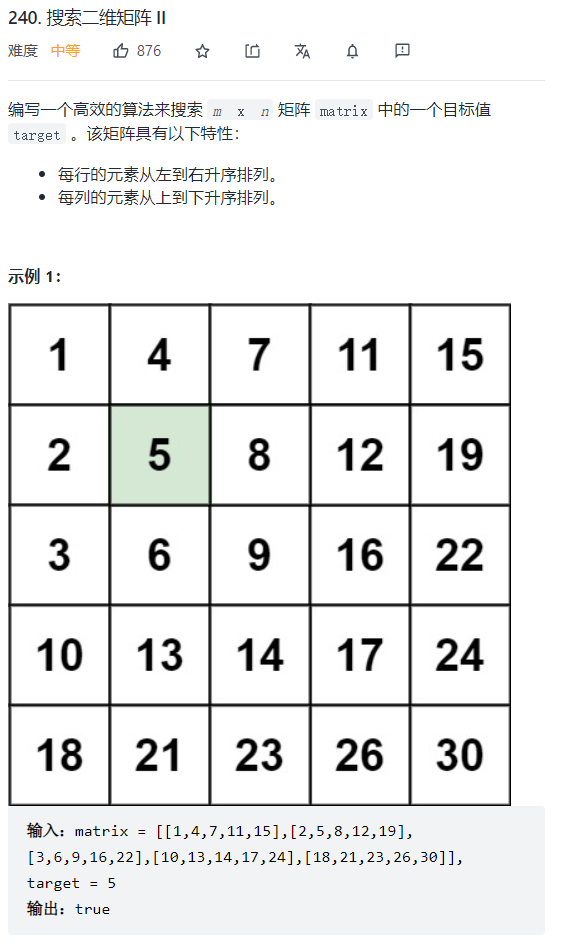 240. 搜索二维矩阵 II
难度 中等 876
编写一个高效的算法来搜索 m x n 矩阵 matrix 中的一个目标值
target 。该矩阵具有以下特性：
每行的元素从左到右升序排列。
每列的元素从上到下升序排列。
示例 1：
1 4 7 11 15
2 5 8 12 19
3 6 9 16 22
10 13 14 17 24
18 21 23 26 30
输入：matrix = [[1,4,7,11,15],[2,5,8,12,19],
[3,6,9,16,22],[10,13,14,17,24],[18,21,23,26,30]],
target = 5
输出：true